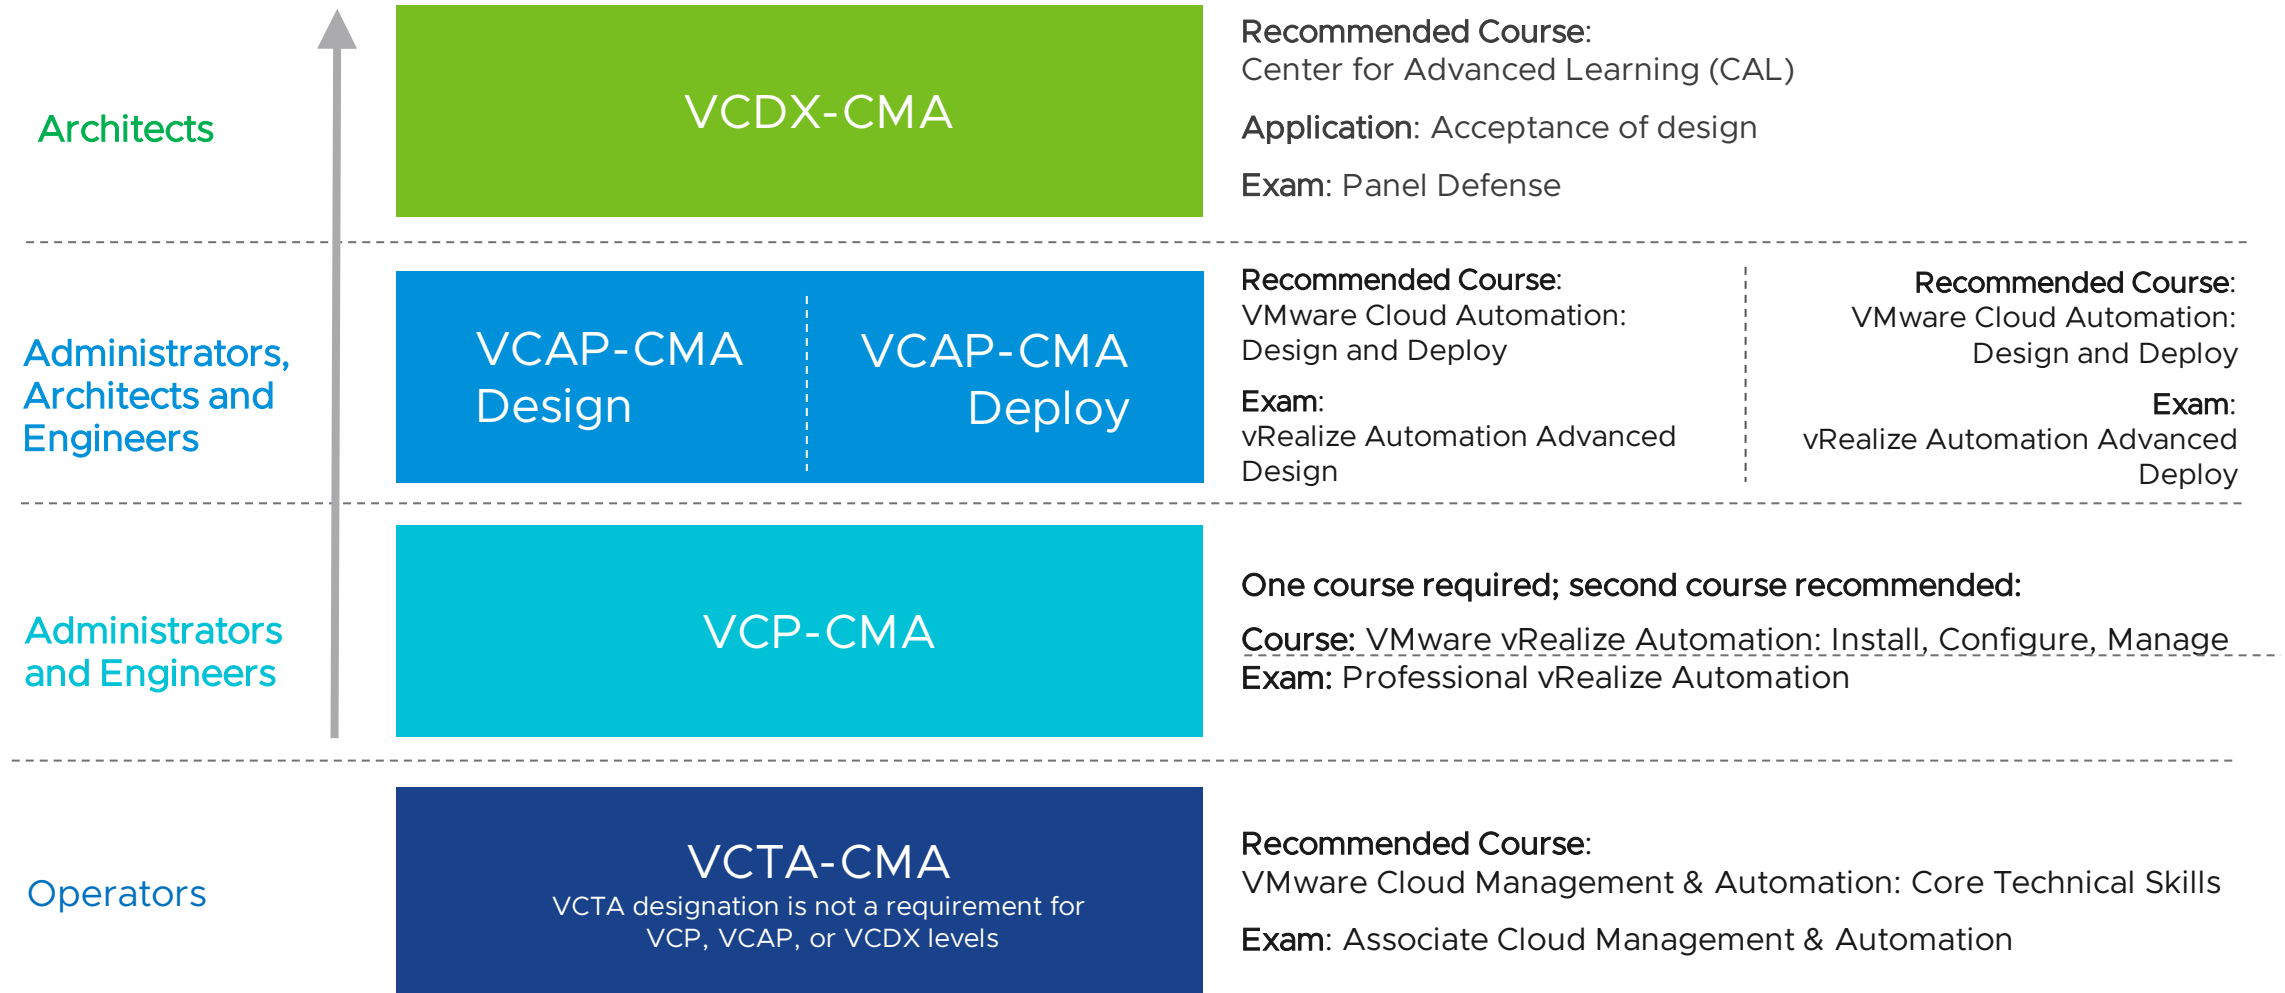 Architects
VCDX-CMA
Recommended Course:
Center for Advanced Learning (CAL)
Application: Acceptance of design
Exam: Panel Defense
Administrators,
Architects and
Engineers
VCAP-CMA
Design
VCAP-CMA
Deploy
Recommended Course:
VMware Cloud Automation:
Design and Deploy
Exam:
vRealize Automation Advanced
Design
Recommended Course:
VMware Cloud Automation:
Design and Deploy
Exam:
vRealize Automation Advanced
Deploy
Administrators
and Engineers
VCP-CMA
One course required; second course recommended:
Course: VMware vRealize Automation: Install, Configure, Manage
Exam: Professional vRealize Automation
Operators
VCTA-CMA
VCTA designation is not a requirement for
VCP, VCAP, or VCDX levels
Recommended Course:
VMware Cloud Management & Automation: Core Technical Skills
Exam: Associate Cloud Management & Automation